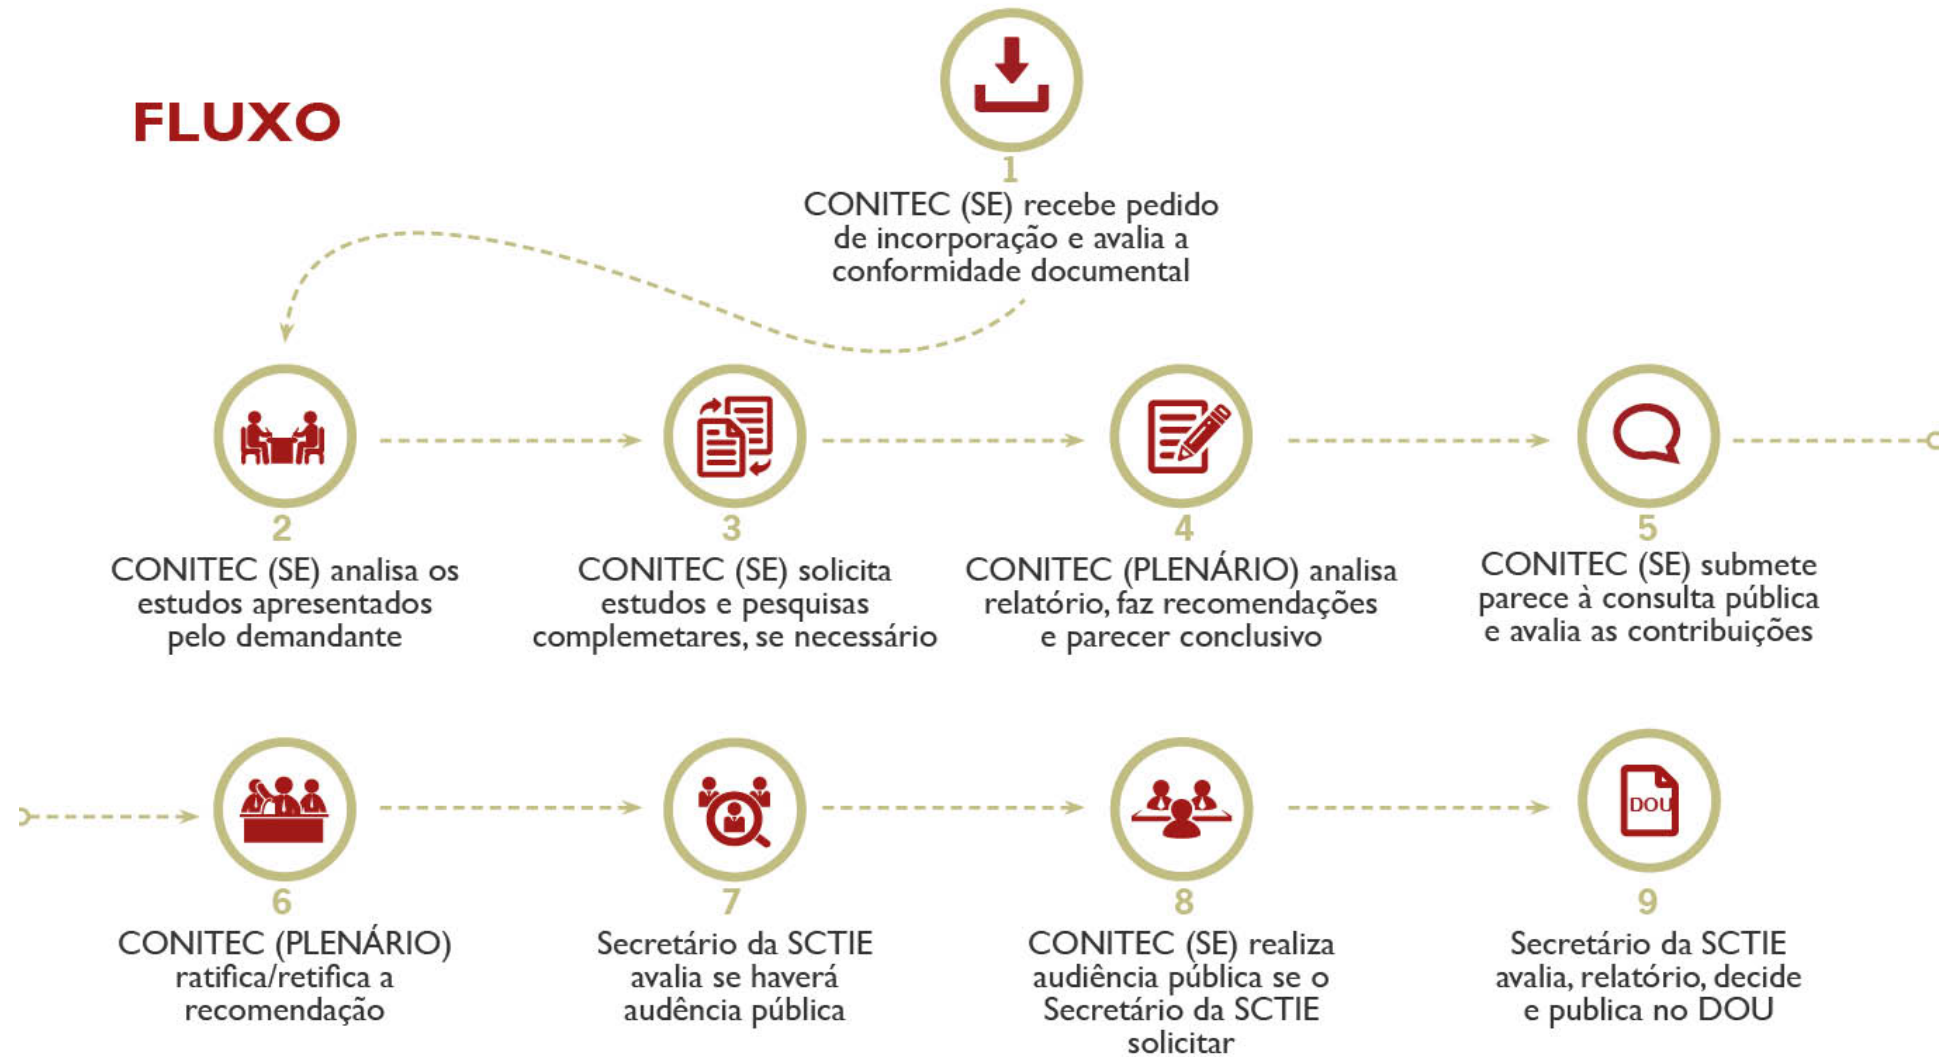 FLUXO
1
CONITEC (SE) recebe pedido
de incorporação e avalia a
conformidade documental
2
CONITEC (SE) analisa os
estudos apresentados
pelo demandante
3
CONITEC (SE) solicita
estudos e pesquisas
complemetares, se necessário
4
CONITEC (PLENÁRIO) analisa
relatório, faz recomendações
e parecer conclusivo
5
CONITEC (SE) submete
parece à consulta pública
e avalia as contribuições
6
CONITEC (PLENÁRIO)
ratifica/retifica a
recomendação
7
Secretário da SCTIE
avalia se haverá
audência pública
8
CONITEC (SE) realiza
audiência pública se o
Secretário da SCTIE
solicitar
DOU
9
Secretário da SCTIE
avalia, relatório, decide
e publica no DOU